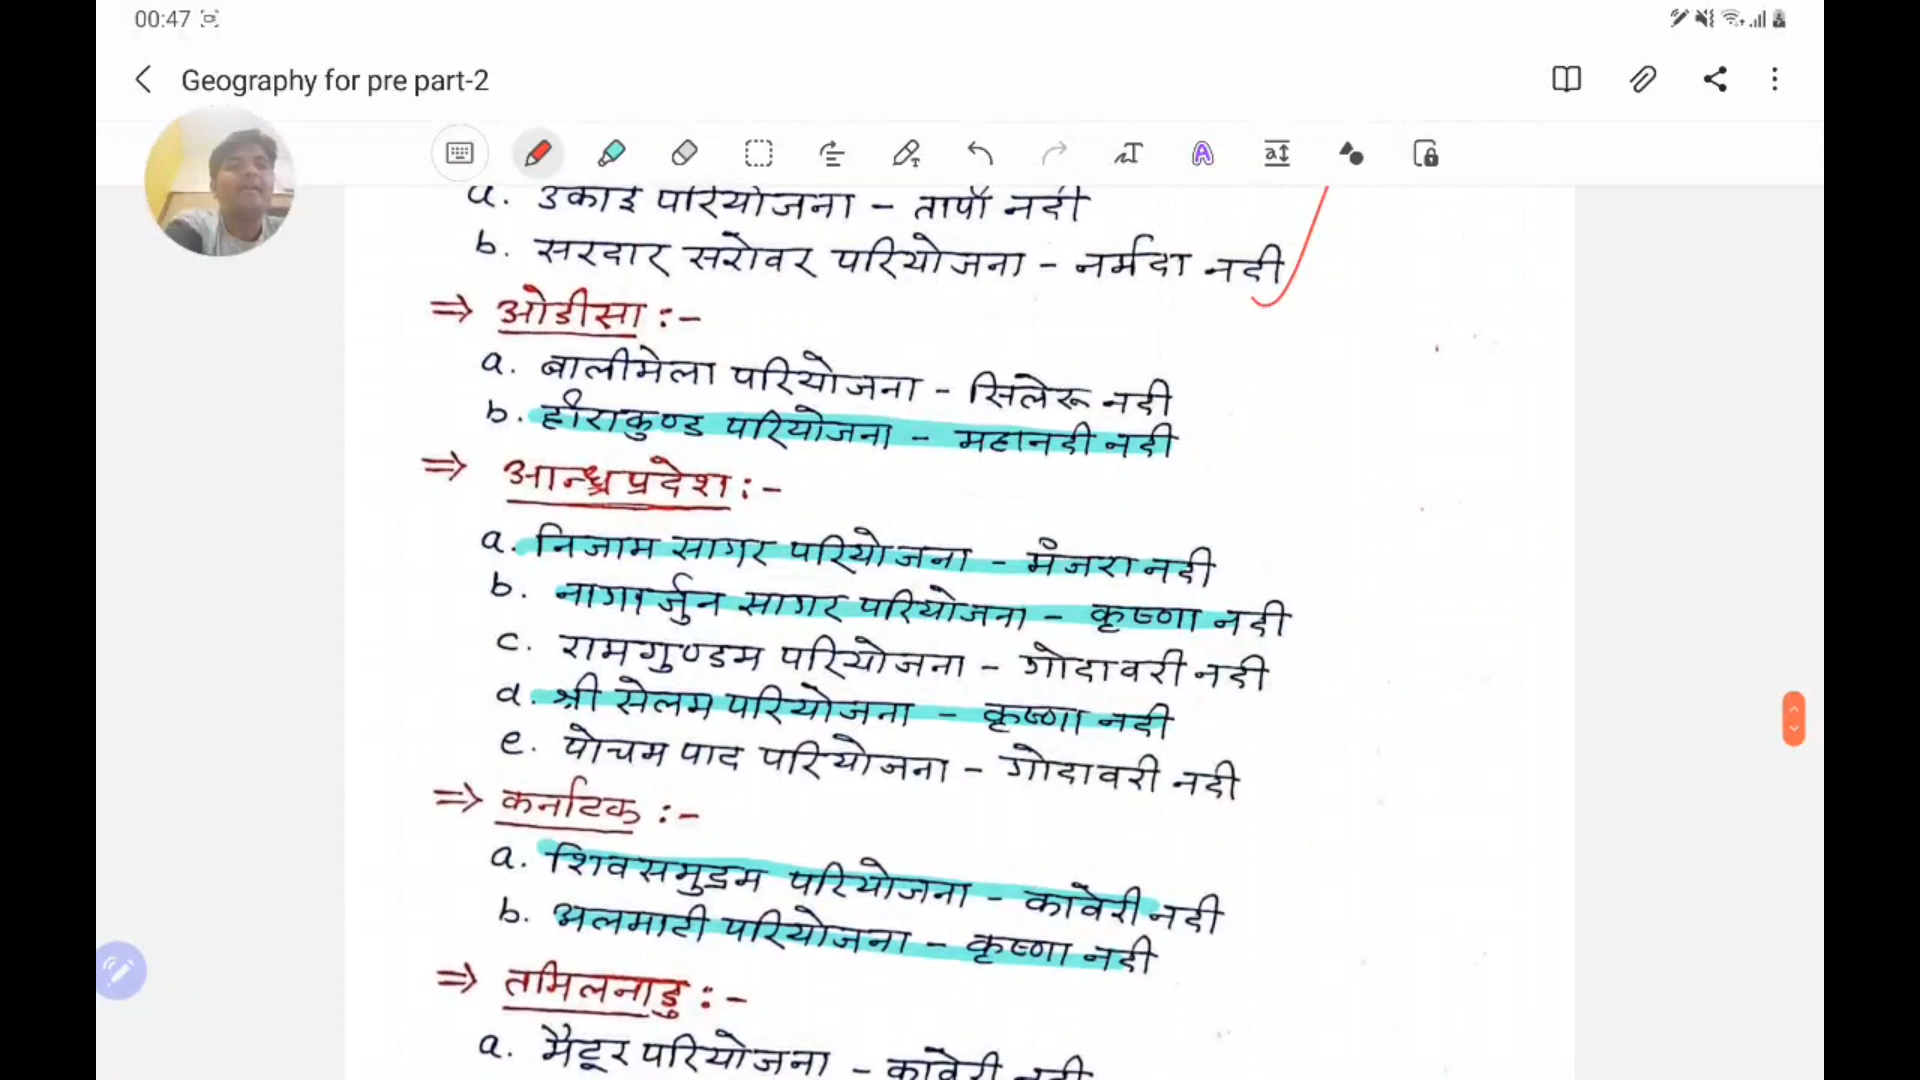 00:47
Geography for pre part-2
a. उकाई परियोजना - तापी नदी
b. सरदार सरोवर परियोजना - नर्मदा नदी
⇒ ओडीसा :-
a. बालीमेला परियोजना - सिलेरू नदी
b. हीराकुण्ड परियोजना - महानदी नदी
⇒ आन्ध्रप्रदेश :-
a. निजाम सागर परियोजना - मंजरा नदी
b. नागार्जुन सागर परियोजना - कृष्णा नदी
c. रामगुण्डम परियोजना - गोदावरी नदी
d. श्री सेलम परियोजना - कृष्णा नदी
e. पोचम पाद परियोजना - गोदावरी नदी
⇒ कर्नाटक :-
a. शिवसमुद्रम परियोजना - कावेरी नदी
b. अलमाटी परियोजना - कृष्णा नदी
⇒ तमिलनाडु :-
a. मैटूर परियोजना - कावेरी नदी